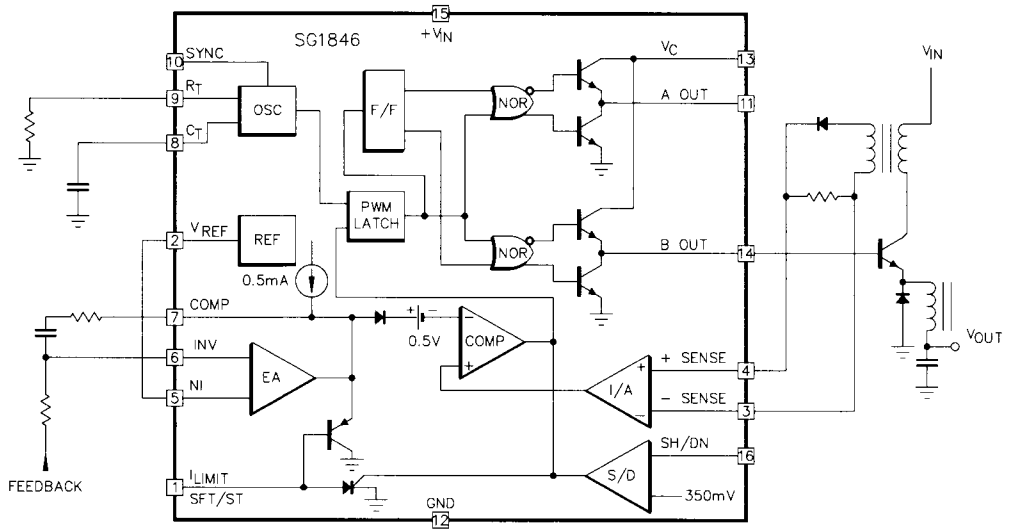 15
+VIN
SG1846
10
SYNC
9
RT
8
CT
OSC
F/F
NOR
VC
13
A OUT
11
VIN
PWM
LATCH
2
VREF
REF
0.5mA
NOR
B OUT
14
7
COMP
+
−
0.5V
−
+
COMP
VOUT
6
INV
EA
5
NI
+
−
I/A
+ SENSE
4
− SENSE
3
SH/DN
16
S/D
350mV
FEEDBACK
1
ILIMIT
SFT/ST
GND
12